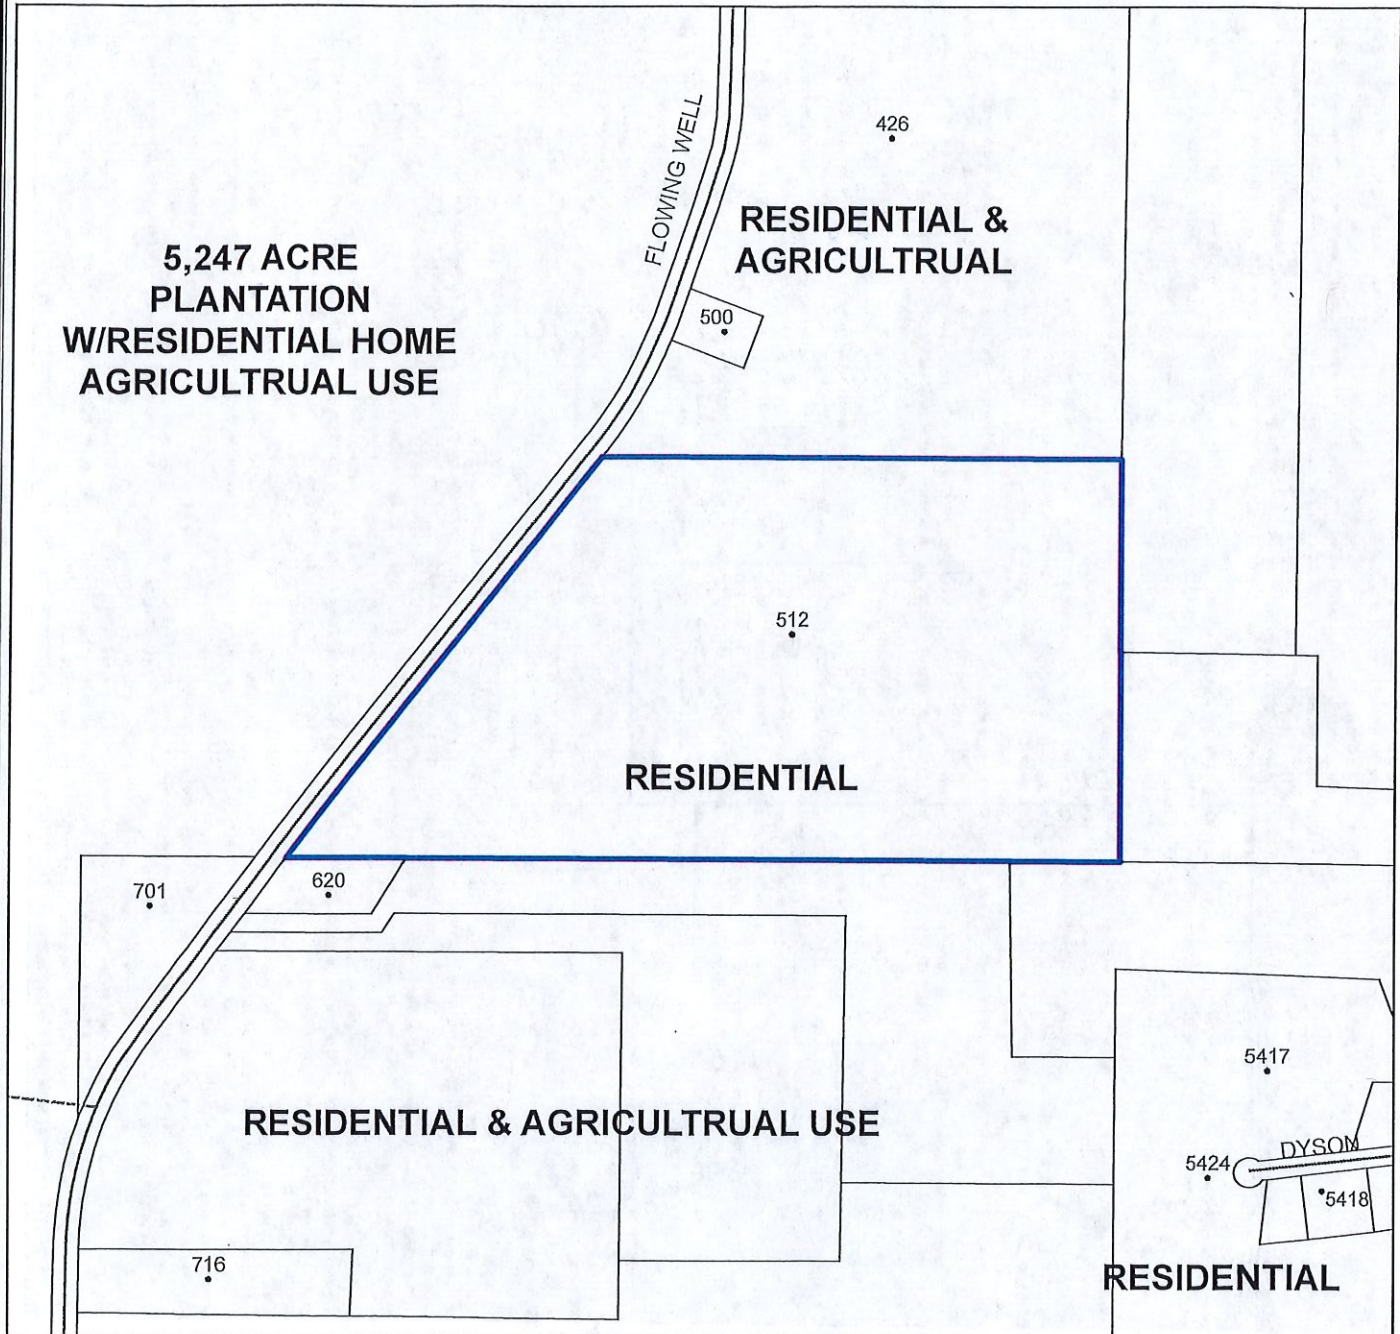 426
FLOWING WELL
RESIDENTIAL &
AGRICULTRUAL
5,247 ACRE
PLANTATION
W/RESIDENTIAL HOME
AGRICULTRUAL USE
500
512
RESIDENTIAL
701
620
5417
RESIDENTIAL & AGRICULTRUAL USE
DYSON
5424
5418
716
RESIDENTIAL